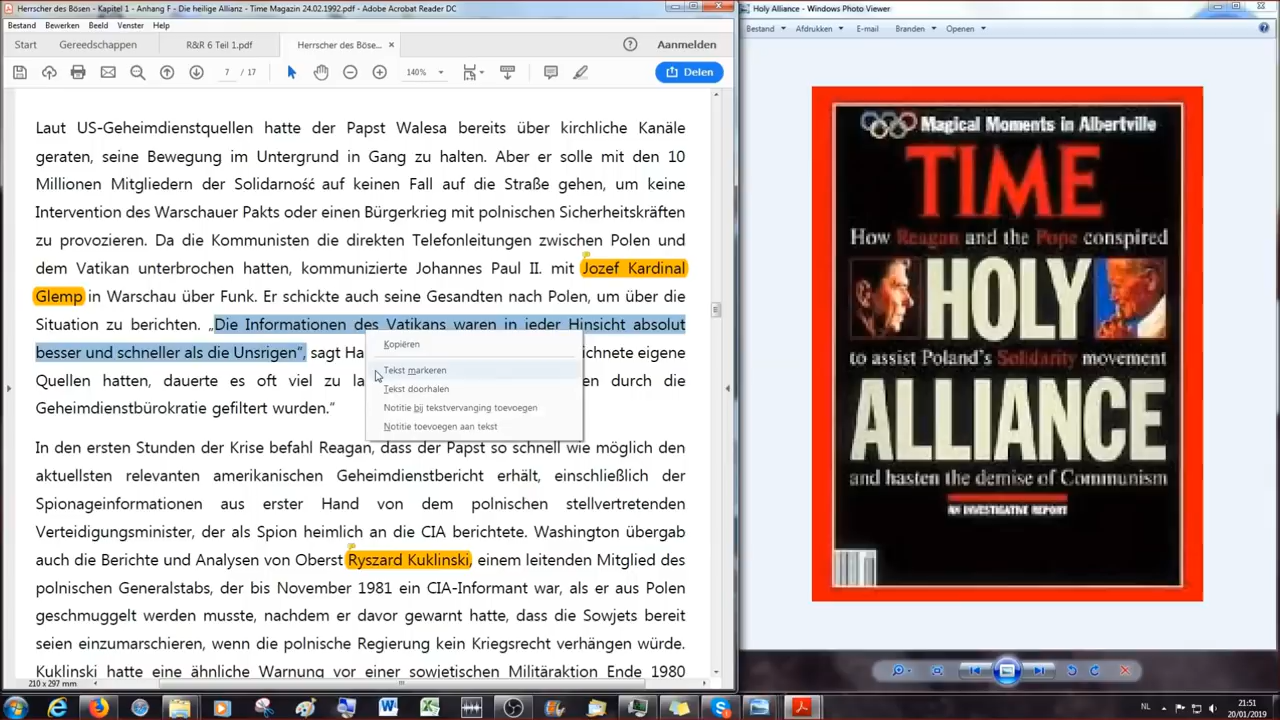 Herrscher des Bösen - Kapitel 1 - Anhang F - Die heilige Allianz - Time Magazin 24.02.1992.pdf - Adobe Acrobat Reader DC
Bestand Bewerken Beeld Venster Help
Start Gereedschappen R&R 6 Teil 1.pdf Herrscher des Böse... × Aanmelden
7 / 17 140% Delen
Laut US-Geheimdienstquellen hatte der Papst Walesa bereits über kirchliche Kanäle
geraten, seine Bewegung im Untergrund in Gang zu halten. Aber er solle mit den 10
Millionen Mitgliedern der Solidarność auf keinen Fall auf die Straße gehen, um keine
Intervention des Warschauer Pakts oder einen Bürgerkrieg mit polnischen Sicherheitskräften
zu provozieren. Da die Kommunisten die direkten Telefonleitungen zwischen Polen und
dem Vatikan unterbrochen hatten, kommunizierte Johannes Paul II. mit Jozef Kardinal
Glemp in Warschau über Funk. Er schickte auch seine Gesandten nach Polen, um über die
Situation zu berichten. „Die Informationen des Vatikans waren in jeder Hinsicht absolut
besser und schneller als die Unsrigen“, sagt Ha ichnete eigene
Quellen hatten, dauerte es oft viel zu la en durch die
Geheimdienstbürokratie gefiltert wurden.“
Kopiëren
Tekst markeren
Tekst doorhalen
Notitie bij tekstvervanging toevoegen
Notitie toevoegen aan tekst
In den ersten Stunden der Krise befahl Reagan, dass der Papst so schnell wie möglich den
aktuellsten relevanten amerikanischen Geheimdienstbericht erhält, einschließlich der
Spionageinformationen aus erster Hand von dem polnischen stellvertretenden
Verteidigungsminister, der als Spion heimlich an die CIA berichtete. Washington übergab
auch die Berichte und Analysen von Oberst Ryszard Kuklinski, einem leitenden Mitglied des
polnischen Generalstabs, der bis November 1981 ein CIA-Informant war, als er aus Polen
geschmuggelt werden musste, nachdem er davor gewarnt hatte, dass die Sowjets bereit
seien einzumarschieren, wenn die polnische Regierung kein Kriegsrecht verhängen würde.
Kuklinski hatte eine ähnliche Warnung vor einer sowjetischen Militäraktion Ende 1980
210 x 297 mm
Holy Alliance - Windows Photo Viewer
Bestand Afdrukken E-mail Branden Openen
Magical Moments in Albertville
TIME
How Reagan and the Pope conspired
HOLY
to assist Poland's Solidarity movement
ALLIANCE
and hasten the demise of Communism
AN INVESTIGATIVE REPORT
NL
21:51
20/01/2019